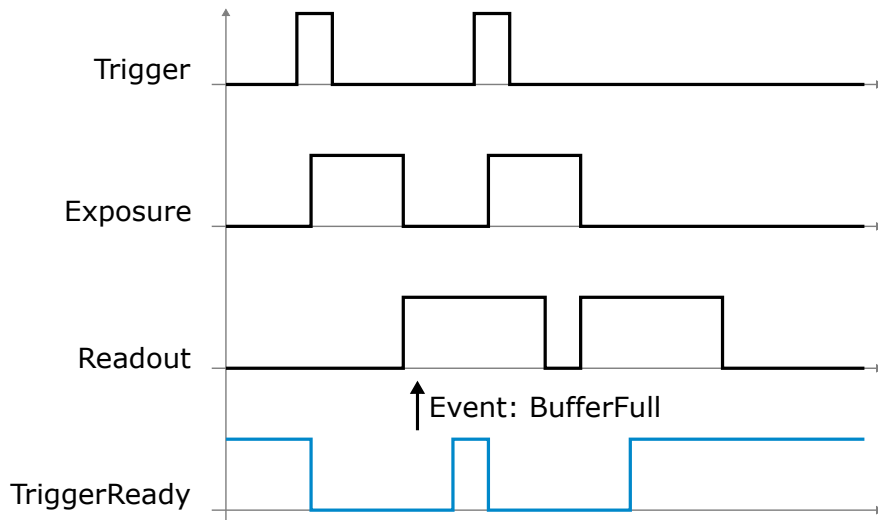 Trigger
Exposure
Readout
Event: BufferFull
TriggerReady